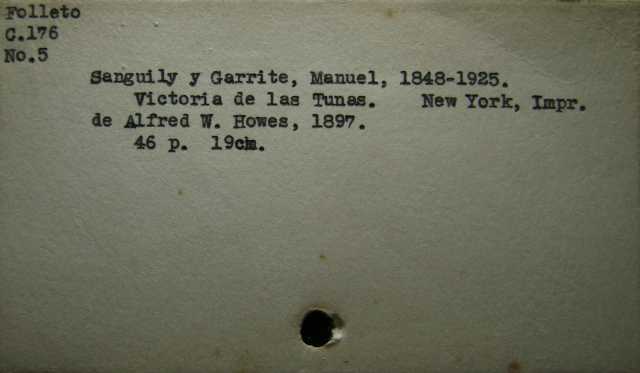 Folleto
C.176
No.5
Sanguily y Garrite, Manuel, 1848-1925.
Victoria de las Tunas. New York, Impr.
de Alfred W. Howes, 1897.
46 p. 19cm.